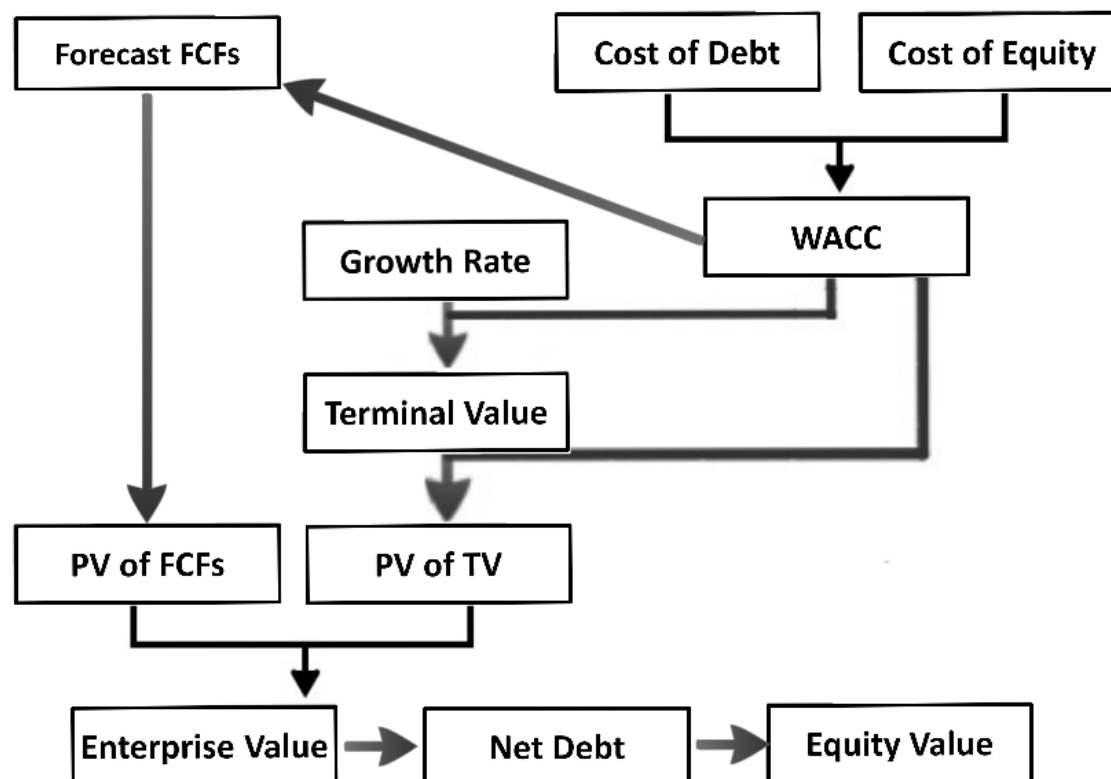 Forecast FCFs
Cost of Debt
Cost of Equity
WACC
Growth Rate
Terminal Value
PV of FCFs
PV of TV
Enterprise Value
Net Debt
Equity Value